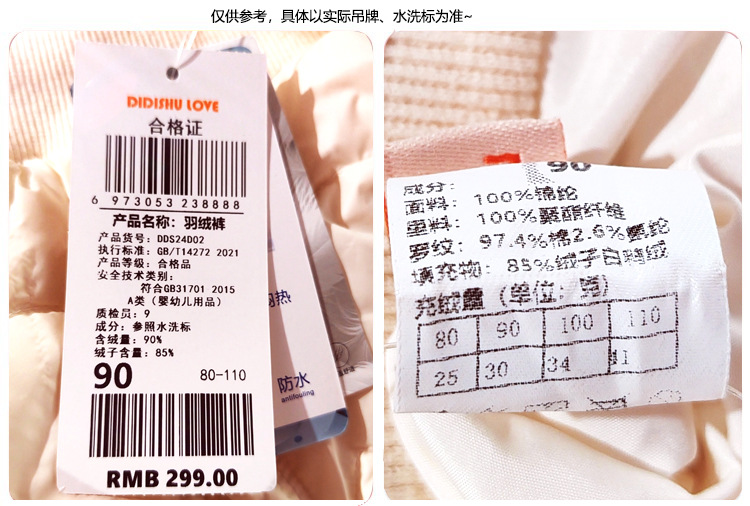 仅供参考，具体以实际吊牌、水洗标为准~
DIDISHU LOVE
合格证
6 973053 238888
产品名称：羽绒裤
产品货号：DDS24D02
执行标准：GB/T14272 2021
产品等级：合格品
安全技术类别：
符合GB31701 2015
A类（婴幼儿用品）
质检员：9
成分：参照水洗标
含绒量：90%
绒子含量：85%
90
80-110
RMB 299.00
防水
antifouling
90
成分：
面料：100%锦纶
里料：100%聚酯纤维
罗纹：97.4%棉2.6%氨纶
填充物：85%绒子白鸭绒
充绒量（单位：克）
80 90 100 110
25 30 34 41